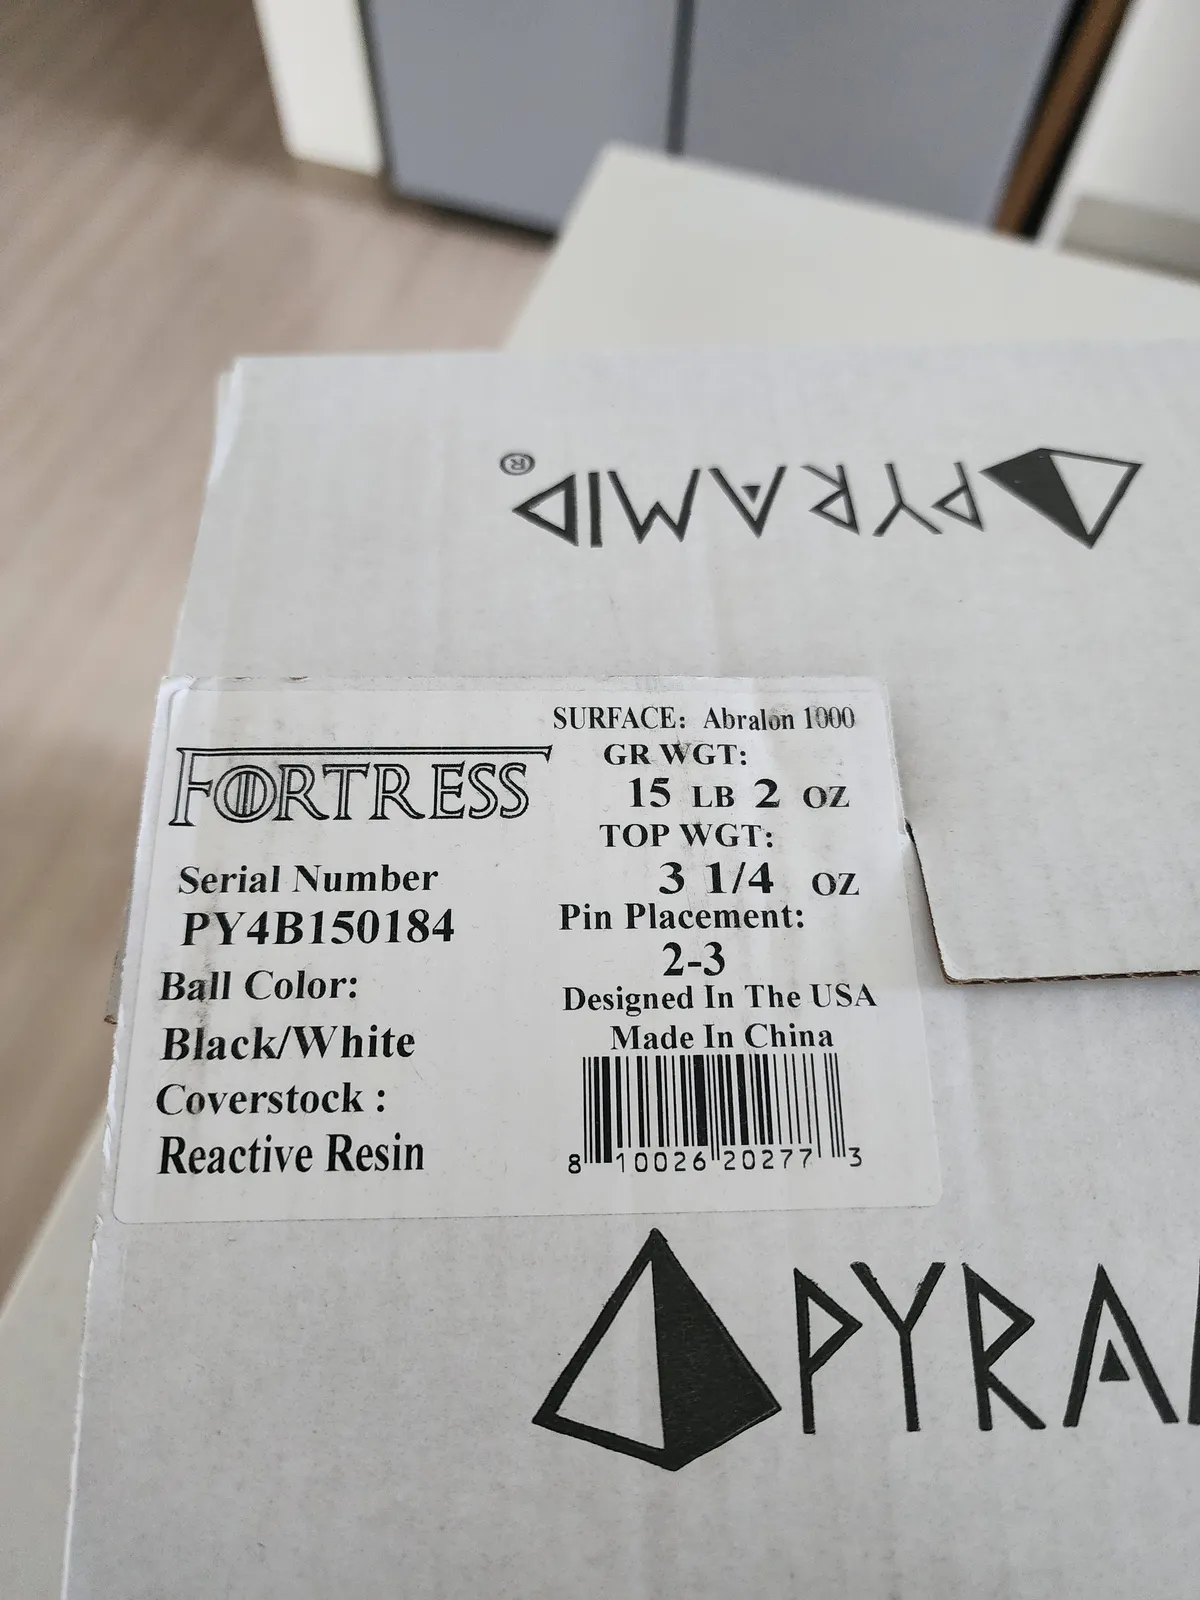 PYRAMID®
SURFACE: Abralon 1000
FORTRESS
GR WGT:
15 LB 2 OZ
TOP WGT:
3 1/4 OZ
Serial Number
PY4B150184
Pin Placement:
2-3
Ball Color:
Black/White
Designed In The USA
Made In China
Coverstock :
Reactive Resin
8 10026 20277 3
PYRA